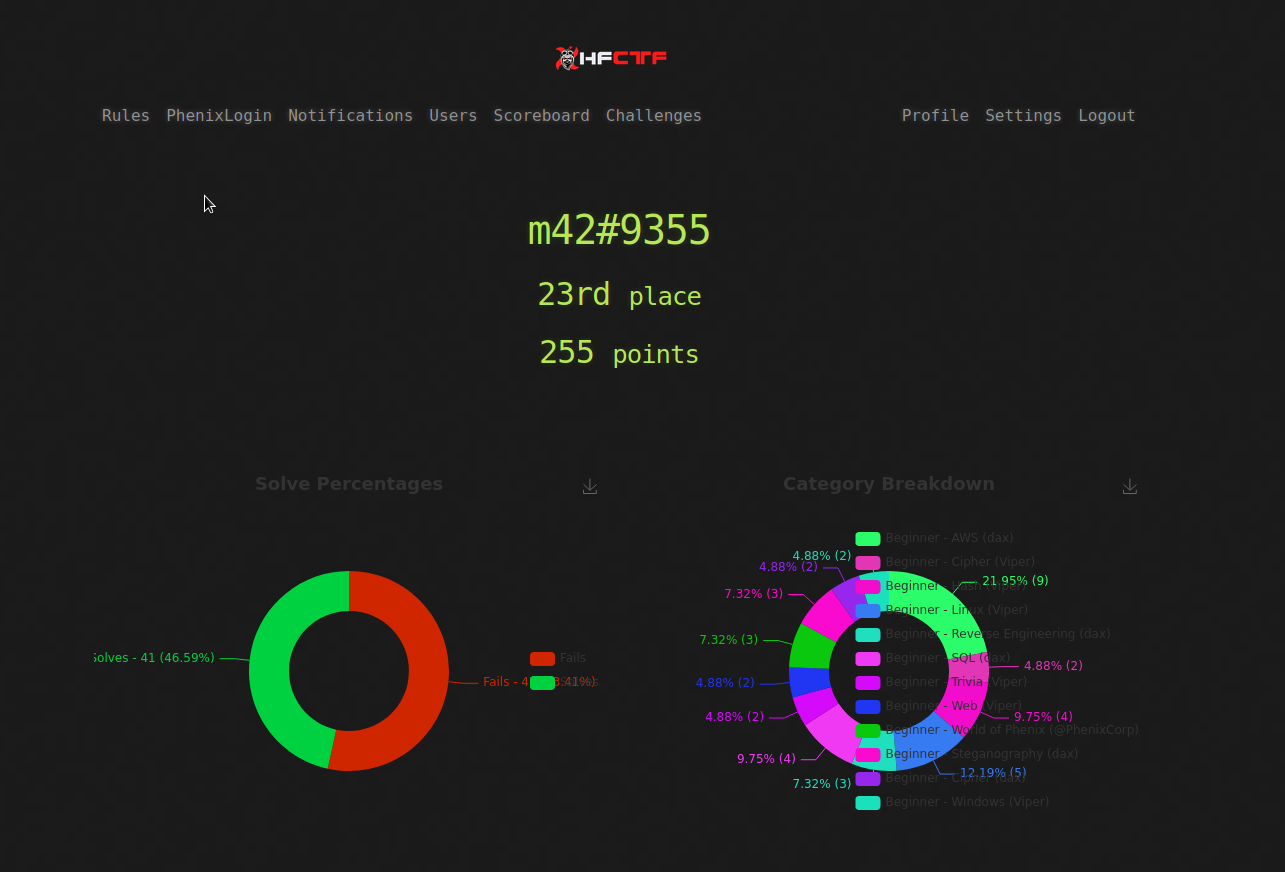 HFCTF
Rules PhenixLogin Notifications Users Scoreboard Challenges Profile Settings Logout
m42#9355
23rd place
255 points
Solve Percentages
Category Breakdown
Solves - 41 (46.59%)
Fails
Fails - 4
Beginner - AWS (dax)
Beginner - Cipher (Viper)
Beginner - Hash (Viper)
Beginner - Linux (Viper)
Beginner - Reverse Engineering (dax)
Beginner - SQL (dax)
Beginner - Trivia (Viper)
Beginner - Web (Viper)
Beginner - World of Phenix (@PhenixCorp)
Beginner - Steganography (dax)
Beginner - Cipher (dax)
Beginner - Windows (Viper)
21.95% (9)
4.88% (2)
9.75% (4)
12.19% (5)
7.32% (3)
9.75% (4)
4.88% (2)
4.88% (2)
7.32% (3)
7.32% (3)
4.88% (2)
4.88% (2)